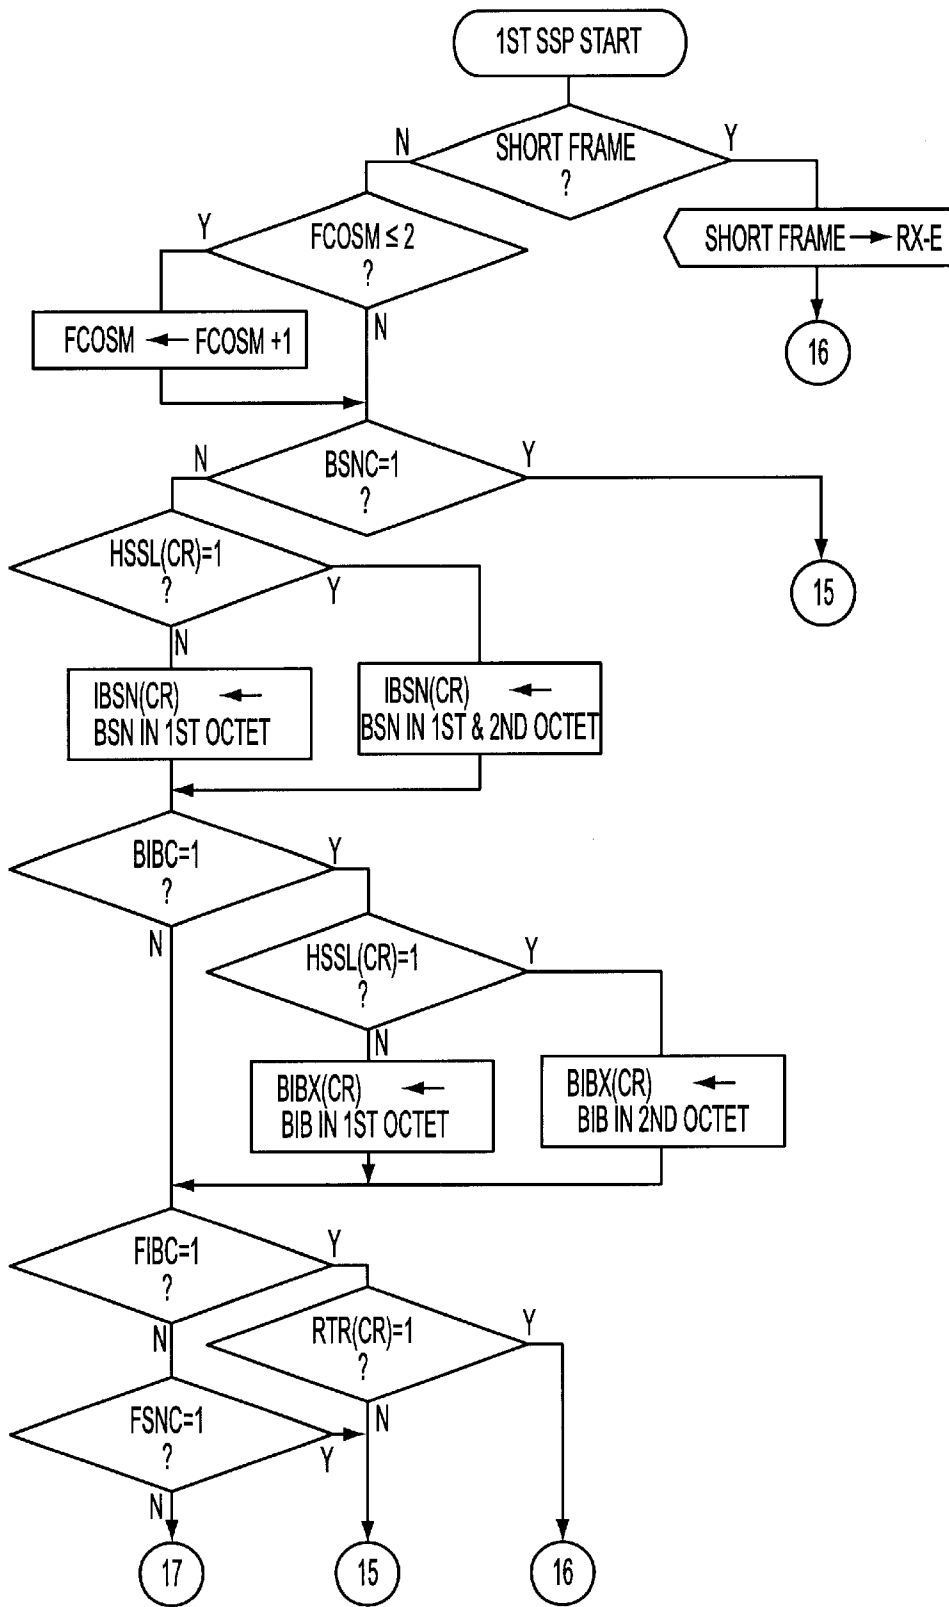 1ST SSP START
N
Y
SHORT FRAME
?
Y
FCOSM ≤ 2
?
SHORT FRAME → RX-E
N
FCOSM ← FCOSM +1
16
N
Y
BSNC=1
?
HSSL(CR)=1
?
Y
15
N
IBSN(CR) ←
BSN IN 1ST OCTET
IBSN(CR) ←
BSN IN 1ST & 2ND OCTET
BIBC=1
?
Y
N
HSSL(CR)=1
?
Y
N
BIBX(CR) ←
BIB IN 1ST OCTET
BIBX(CR) ←
BIB IN 2ND OCTET
FIBC=1
?
Y
N
RTR(CR)=1
?
Y
N
FSNC=1
?
Y
N
17
15
16